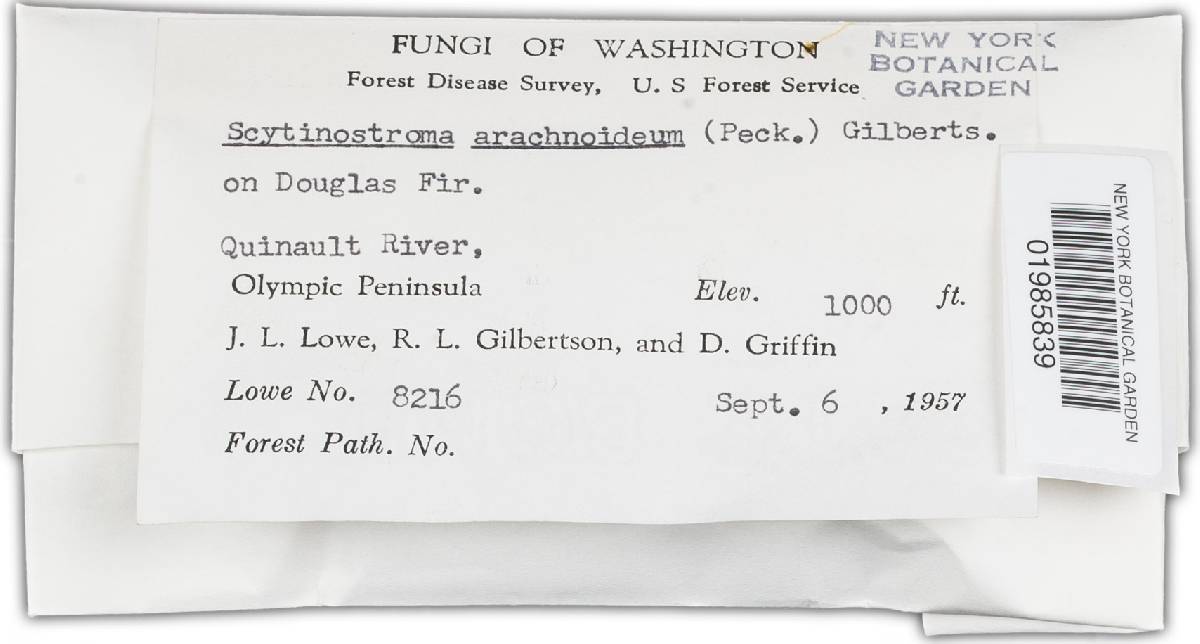 FUNGI OF WASHINGTON
Forest Disease Survey, U. S Forest Service
NEW YORK
BOTANICAL
GARDEN
Scytinostroma arachnoideum (Peck.) Gilberts.
on Douglas Fir.
Quinault River,
Olympic Peninsula Elev. 1000 ft.
J. L. Lowe, R. L. Gilbertson, and D. Griffin
Lowe No. 8216 Sept. 6 , 1957
Forest Path. No.
NEW YORK BOTANICAL GARDEN
01985839